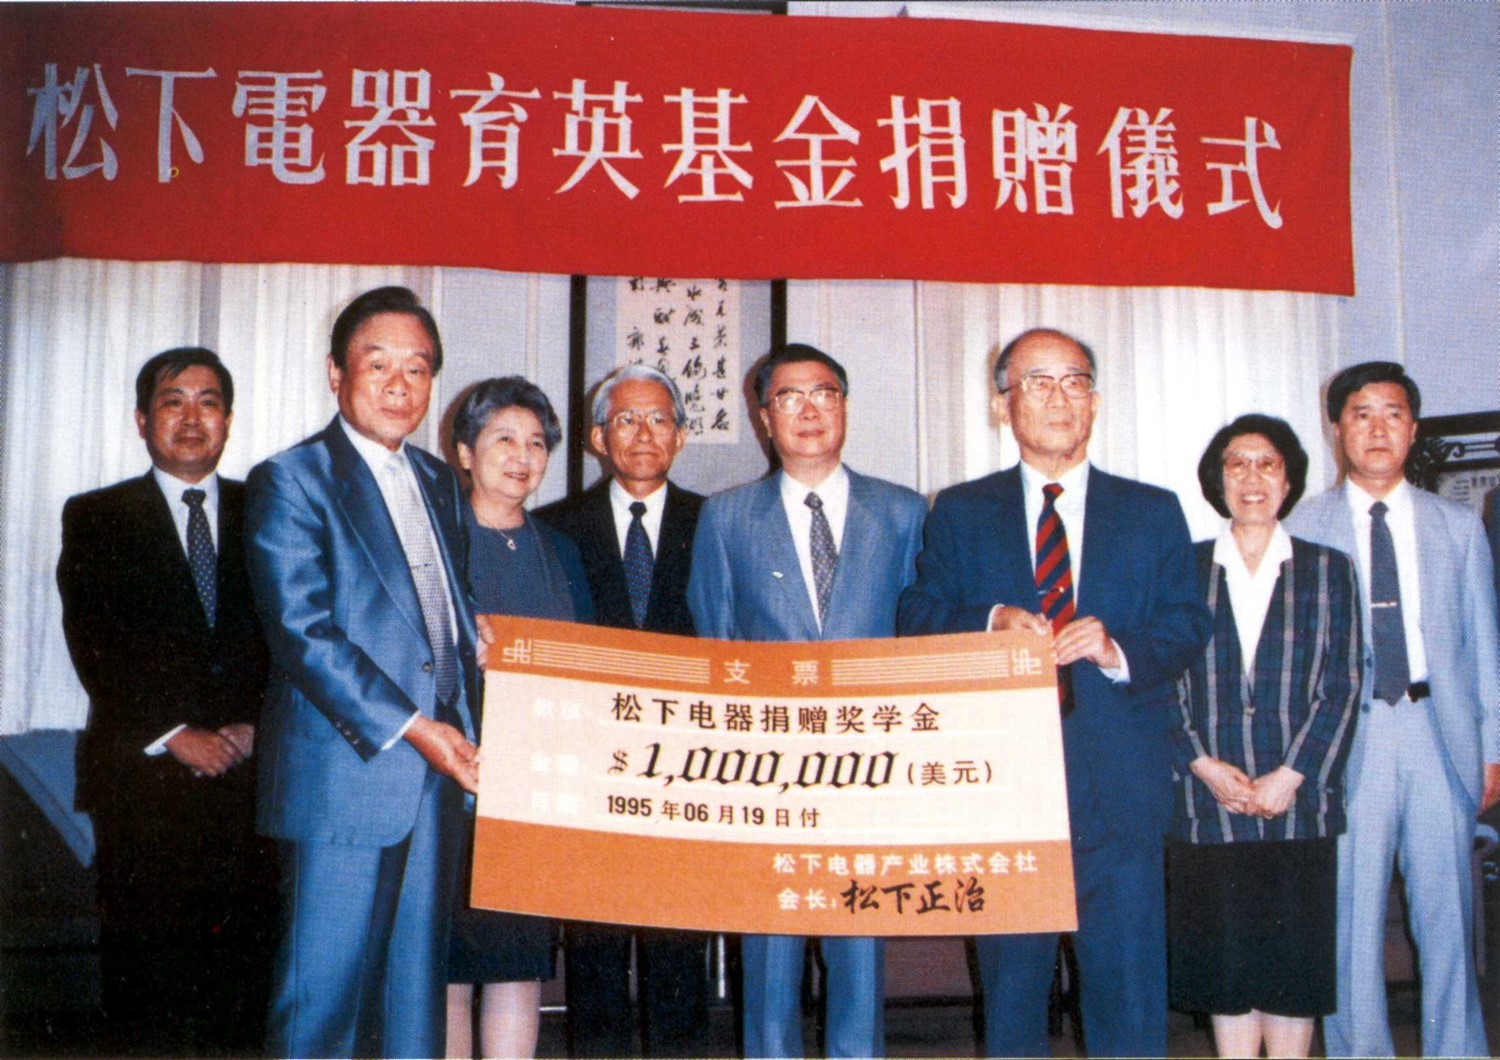 松下電器育英基金捐贈儀式
支票
松下电器捐赠奖学金
$1,000,000(美元)
1995年06月19日付
松下电器产业株式会社
会长:松下正治